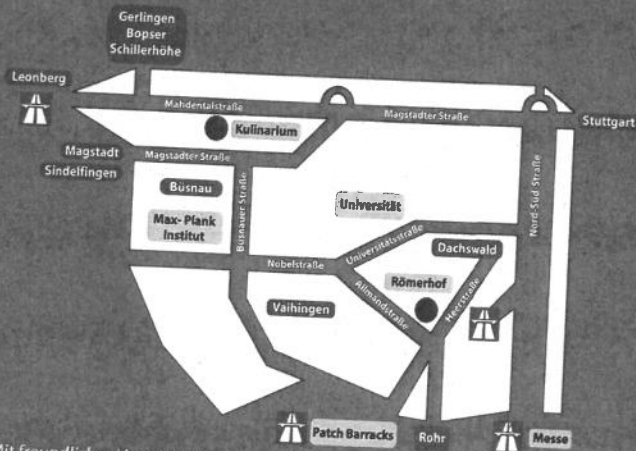 Gerlingen
Bopser
Schillerhöhe
Leonberg
Mahdentalstraße
Magstadter Straße
Stuttgart
Kulinarium
Magstadt
Sindelfingen
Magstadter Straße
Büsnau
Max- Plank
Institut
Büsnauer Straße
Universität
Nord-Süd-Straße
Universitätsstraße
Dachswald
Nobelstraße
Römerhof
Allmandstraße
Heerstraße
Vaihingen
Patch Barracks
Rohr
Messe
Mit